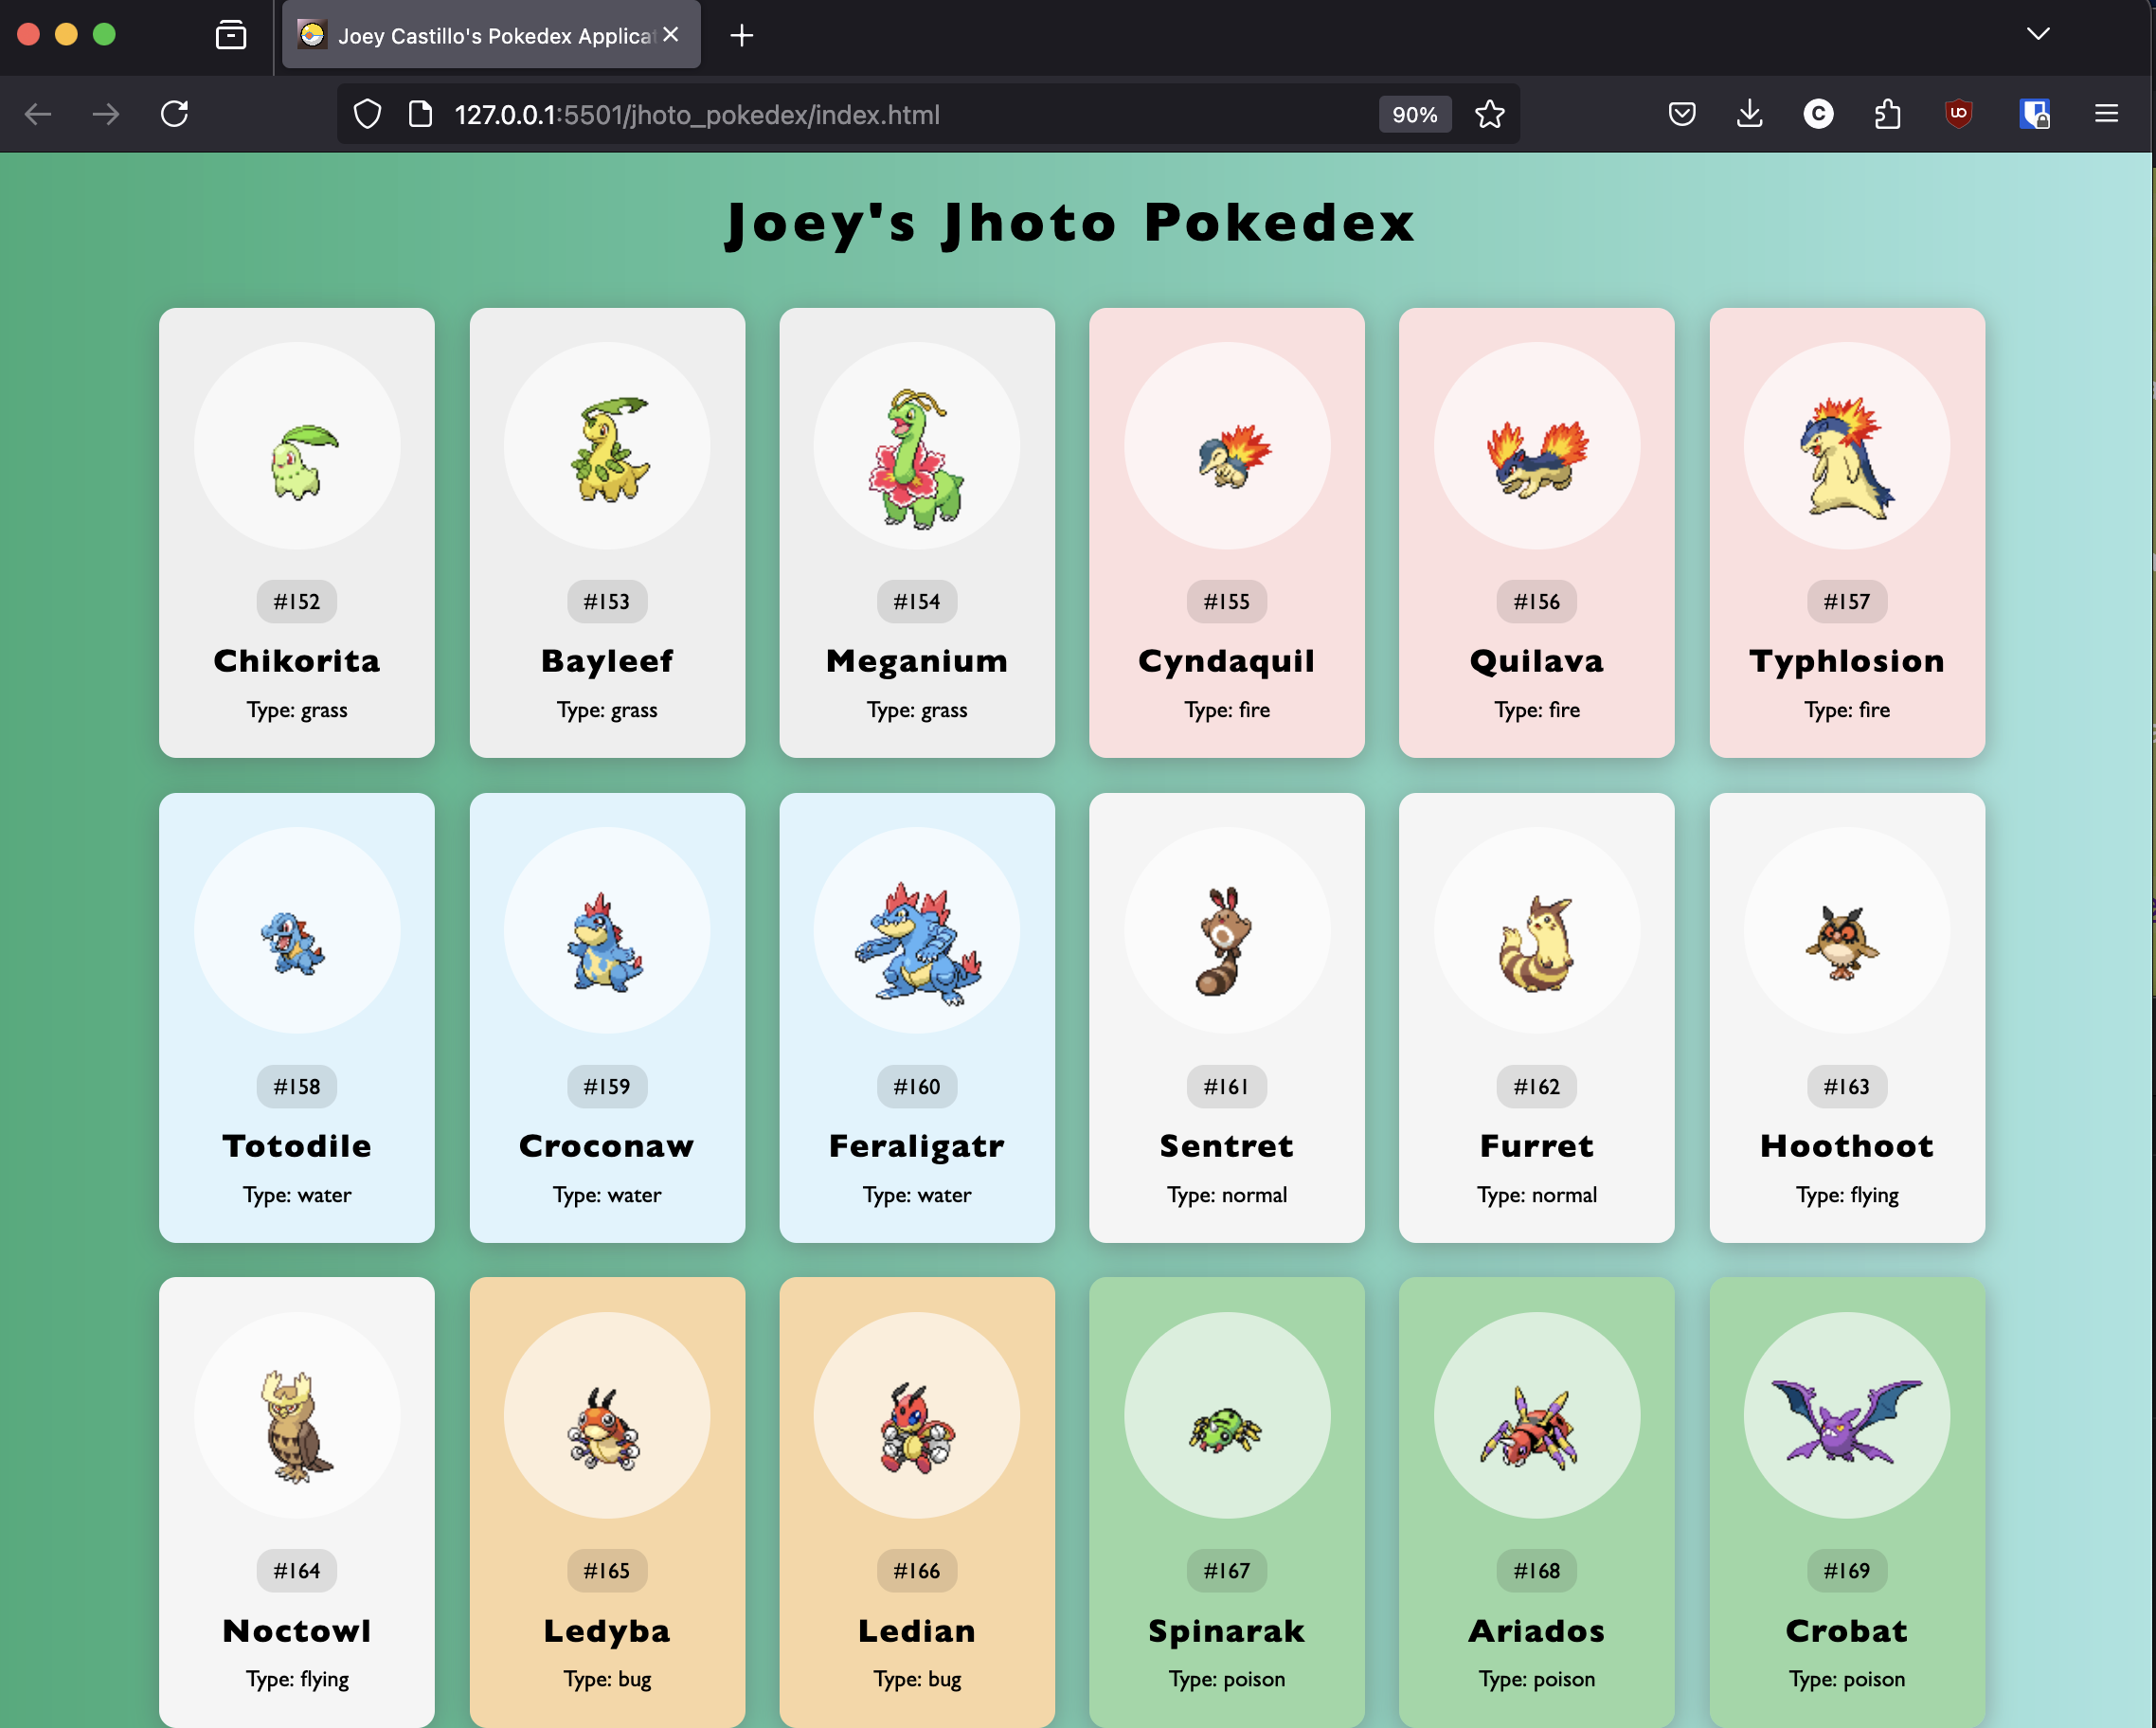 Joey Castillo's Pokedex Applicat
127.0.0.1:5501/jhoto_pokedex/index.html
90%
Joey's Jhoto Pokedex
#152 #153 #154 #155 #156 #157
Chikorita Bayleef Meganium Cyndaquil Quilava Typhlosion
Type: grass Type: grass Type: grass Type: fire Type: fire Type: fire
#158 #159 #160 #161 #162 #163
Totodile Croconaw Feraligatr Sentret Furret Hoothoot
Type: water Type: water Type: water Type: normal Type: normal Type: flying
#164 #165 #166 #167 #168 #169
Noctowl Ledyba Ledian Spinarak Ariados Crobat
Type: flying Type: bug Type: bug Type: poison Type: poison Type: poison